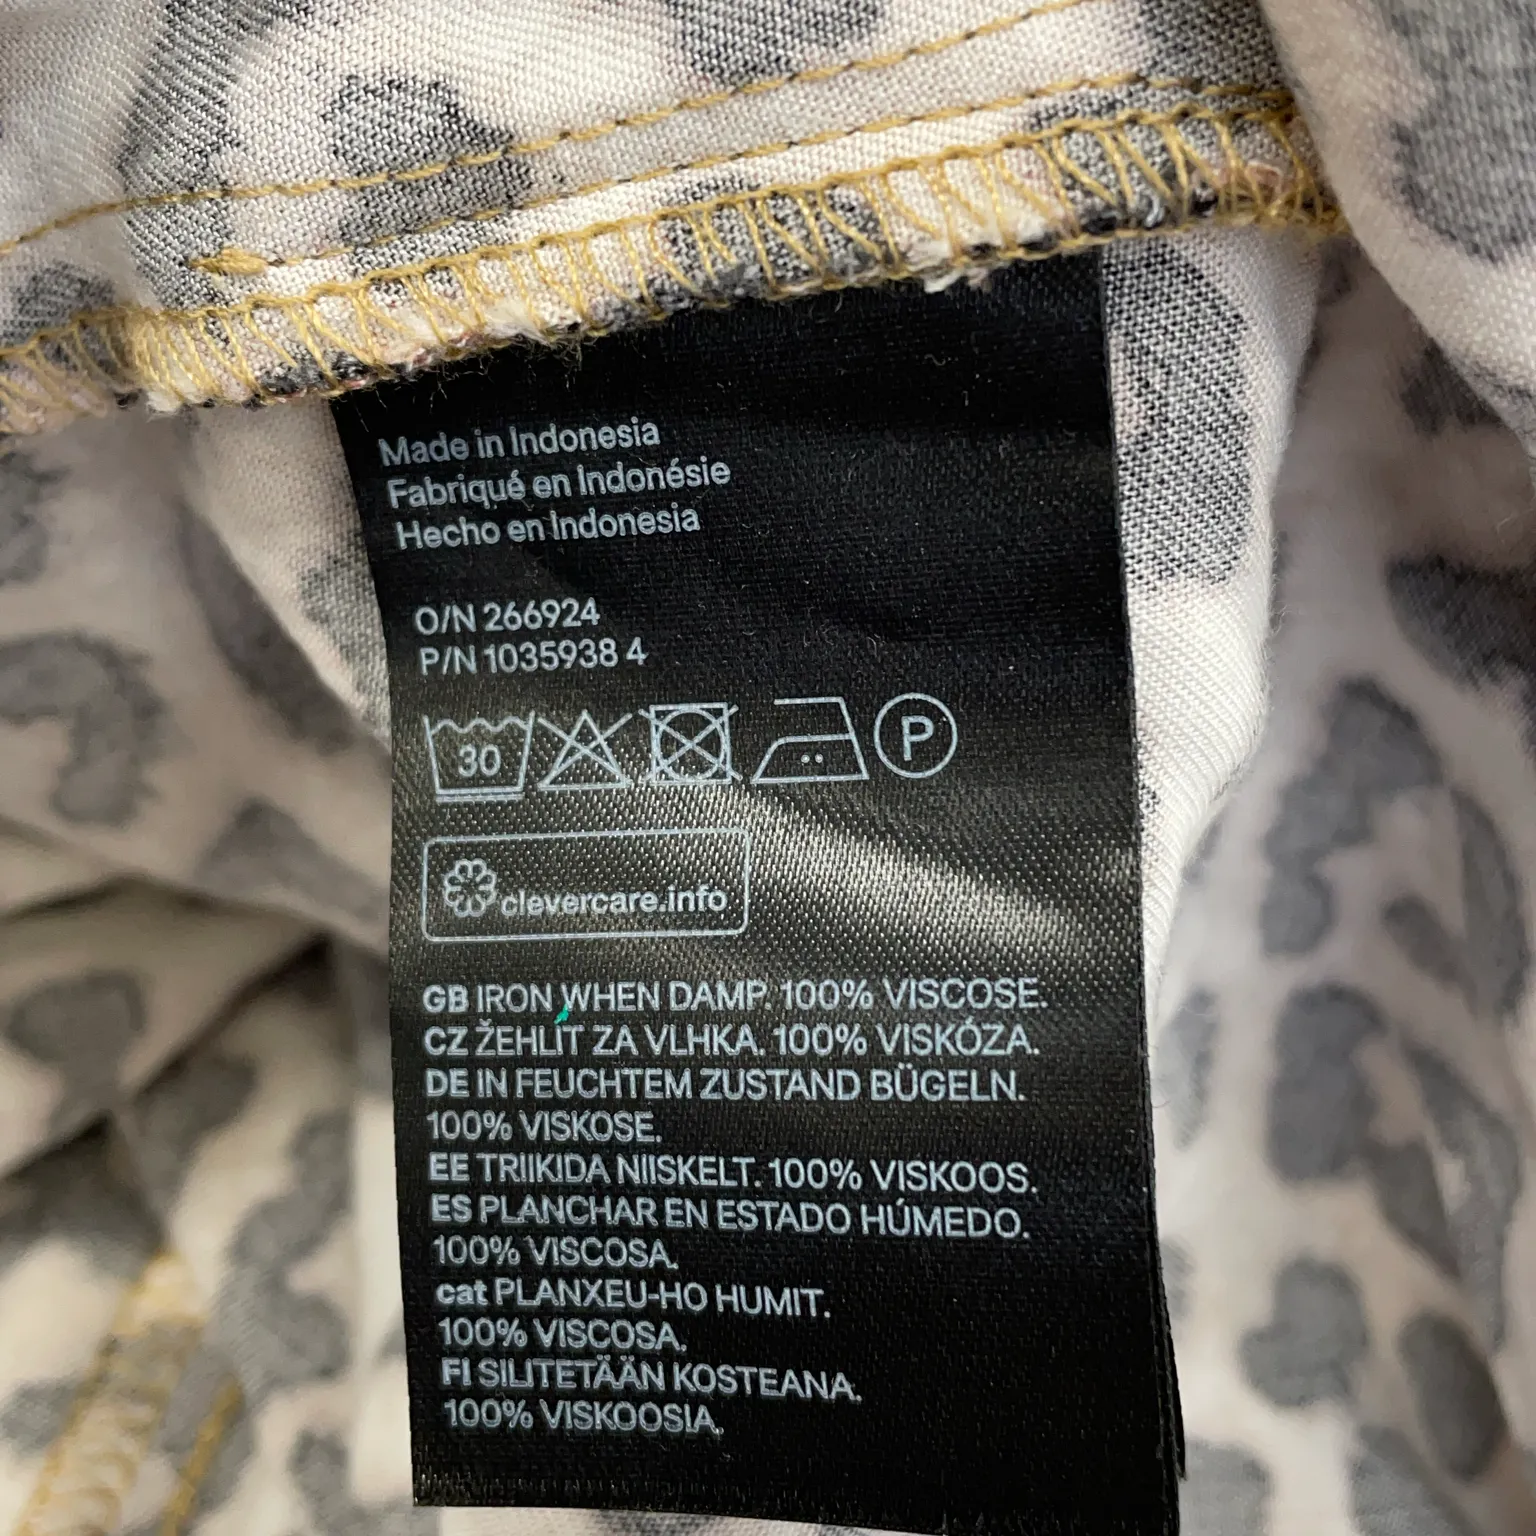 Made in Indonesia
Fabriqué en Indonésie
Hecho en Indonesia
O/N 266924
P/N 1035938 4
30
P
clevercare.info
GB IRON WHEN DAMP. 100% VISCOSE.
CZ ŽEHLIT ZA VLHKA. 100% VISKÓZA.
DE IN FEUCHTEM ZUSTAND BÜGELN.
100% VISKOSE.
EE TRIIKIDA NIISKELT. 100% VISKOOS.
ES PLANCHAR EN ESTADO HÚMEDO.
100% VISCOSA.
cat PLANXEU-HO HUMIT.
100% VISCOSA.
FI SILITETÄÄN KOSTEANA.
100% VISKOOSIA.